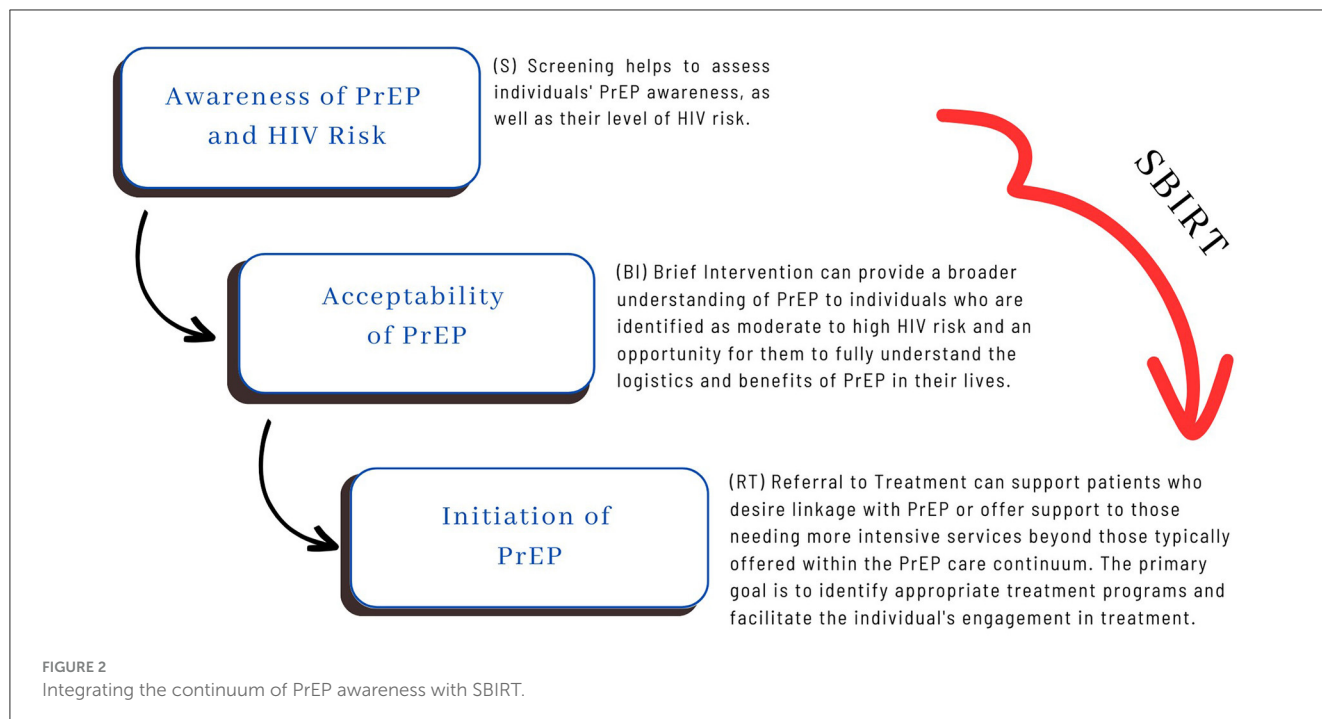 Awareness of PrEP
and HIV Risk
(S) Screening helps to assess
individuals' PrEP awareness, as
well as their level of HIV risk.
SBIRT
Acceptability
of PrEP
(BI) Brief Intervention can provide a broader
understanding of PrEP to individuals who are
identified as moderate to high HIV risk and an
opportunity for them to fully understand the
logistics and benefits of PrEP in their lives.
Initiation of
PrEP
(RT) Referral to Treatment can support patients who
desire linkage with PrEP or offer support to those
needing more intensive services beyond those typically
offered within the PrEP care continuum. The primary
goal is to identify appropriate treatment programs and
facilitate the individual's engagement in treatment.
FIGURE 2
Integrating the continuum of PrEP awareness with SBIRT.